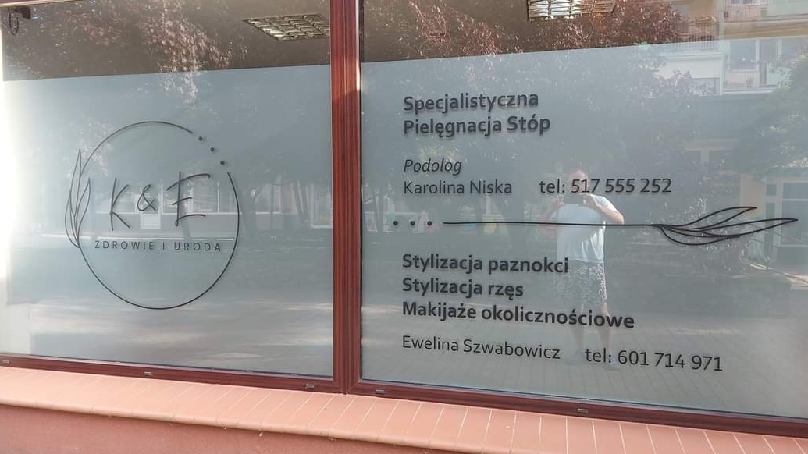 K & E
ZDROWIE I URODA
Specjalistyczna
Pielęgnacja Stóp
Podolog
Karolina Niska tel: 517 555 252
Stylizacja paznokci
Stylizacja rzęs
Makijaże okolicznościowe
Ewelina Szwabowicz tel: 601 714 971